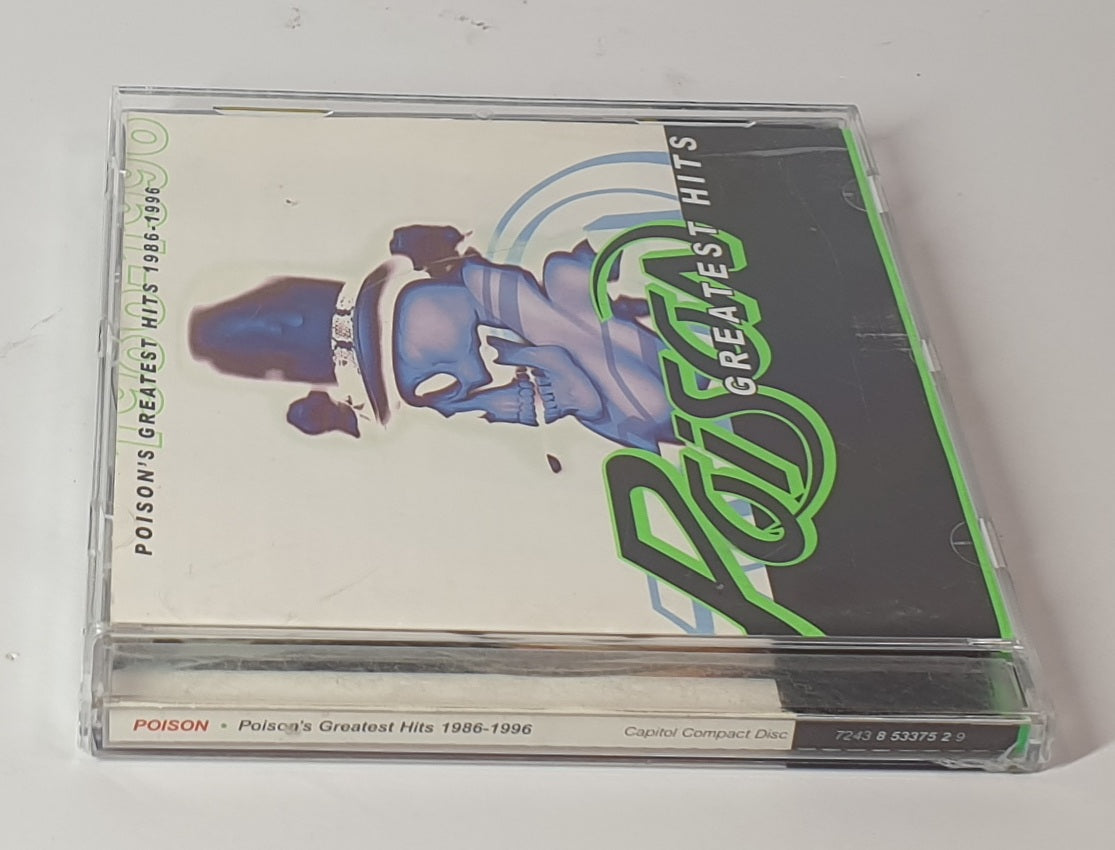 POISON'S GREATEST HITS 1986-1996
1986-1996
Poison
GREATEST HITS
POISON • Poison's Greatest Hits 1986-1996 Capitol Compact Disc 7243 8 53375 2 9